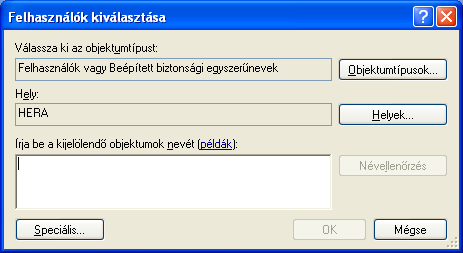 Felhasználók kiválasztása
Válassza ki az objektumtípust:
Felhasználók vagy Beépített biztonsági egyszerűnevek
Objektumtípusok...
Hely:
HERA
Helyek...
Írja be a kijelölendő objektumok nevét (példák):
Névellenőrzés
Speciális...
OK
Mégse